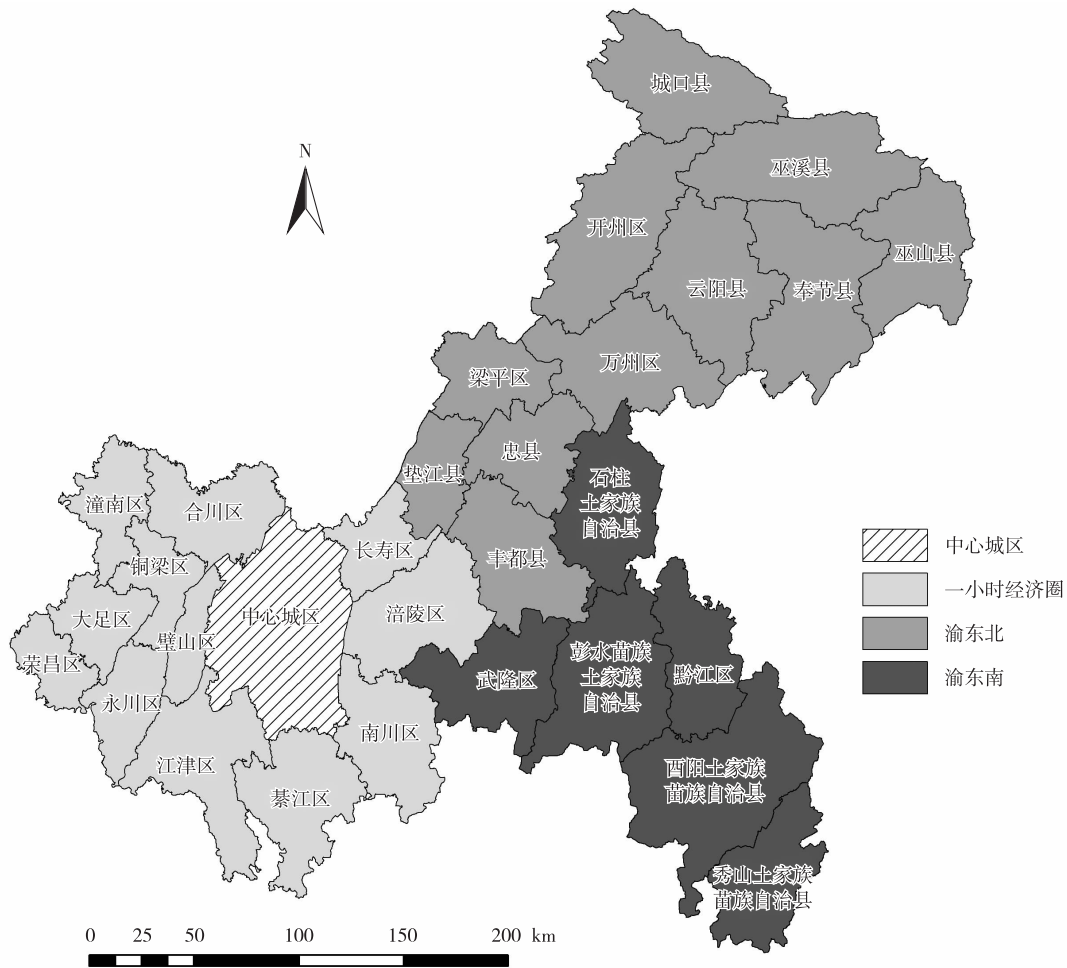 城口县
N
巫溪县
开州区
巫山县
云阳县
奉节县
万州区
梁平区
忠县
垫江县
石柱
土家族
自治县
潼南区
合川区
长寿区
丰都县
铜梁区
大足区
中心城区
涪陵区
璧山区
荣昌区
彭水苗族
土家族
自治县
武隆区
黔江区
永川区
南川区
江津区
綦江区
酉阳土家族
苗族自治县
秀山土家族
苗族自治县
中心城区
一小时经济圈
渝东北
渝东南
0 25 50 100 150 200 km